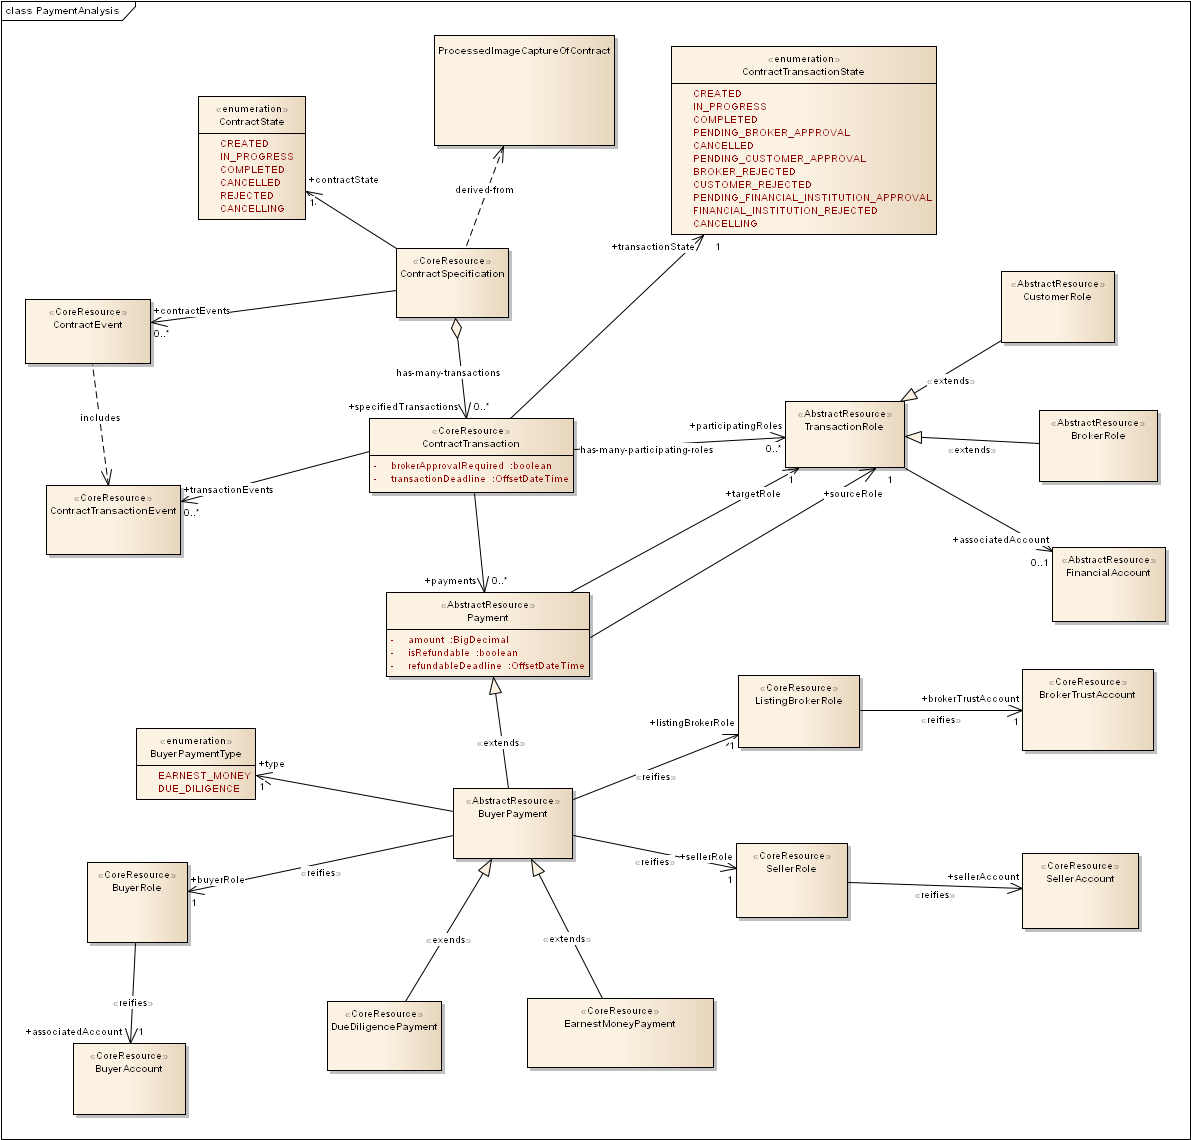 class PaymentAnalysis
ProcessedImageCaptureOfContract
«enumeration»
ContractTransactionState
CREATED
IN_PROGRESS
COMPLETED
PENDING_BROKER_APPROVAL
CANCELLED
PENDING_CUSTOMER_APPROVAL
BROKER_REJECTED
CUSTOMER_REJECTED
PENDING_FINANCIAL_INSTITUTION_APPROVAL
FINANCIAL_INSTITUTION_REJECTED
CANCELLING
«enumeration»
ContractState
CREATED
IN_PROGRESS
COMPLETED
CANCELLED
REJECTED
CANCELLING
+contractState
1
derived-from
+transactionState
1
«CoreResource»
ContractSpecification
«AbstractResource»
CustomerRole
«CoreResource»
ContractEvent
+contractEvents
0..*
has-many-transactions
«extends»
includes
+specifiedTransactions
0..*
«CoreResource»
ContractTransaction
- brokerApprovalRequired :boolean
- transactionDeadline :OffsetDateTime
+participatingRoles
0..*
has-many-participating-roles
«AbstractResource»
TransactionRole
«AbstractResource»
BrokerRole
«extends»
«CoreResource»
ContractTransactionEvent
+transactionEvents
0..*
+targetRole
1
+sourceRole
1
+associatedAccount
0..1
«AbstractResource»
FinancialAccount
+payments
0..*
«AbstractResource»
Payment
- amount :BigDecimal
- isRefundable :boolean
- refundableDeadline :OffsetDateTime
«CoreResource»
ListingBrokerRole
+brokerTrustAccount
«reifies»
1
«CoreResource»
BrokerTrustAccount
+listingBrokerRole
1
«reifies»
«extends»
«enumeration»
BuyerPaymentType
EARNEST_MONEY
DUE_DILIGENCE
+type
1
«AbstractResource»
BuyerPayment
«reifies»
+sellerRole
1
«CoreResource»
SellerRole
+sellerAccount
«reifies»
«CoreResource»
SellerAccount
«CoreResource»
BuyerRole
+buyerRole
1
«reifies»
«exends»
«extends»
«reifies»
+associatedAccount
1
«CoreResource»
DueDiligencePayment
«CoreResource»
EarnestMoneyPayment
«CoreResource»
BuyerAccount